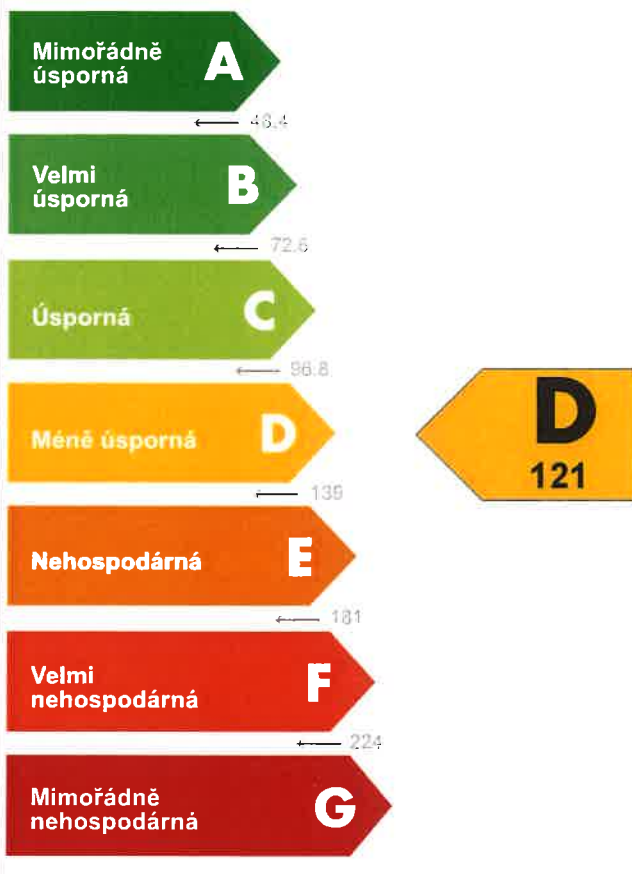 Mimořádně
úsporná
A
48.4
Velmi
úsporná
B
72.6
Úsporná
C
96.8
Méně úsporná
D
139
D
121
Nehospodárná
E
181
Velmi
nehospodárná
F
224
Mimořádně
nehospodárná
G